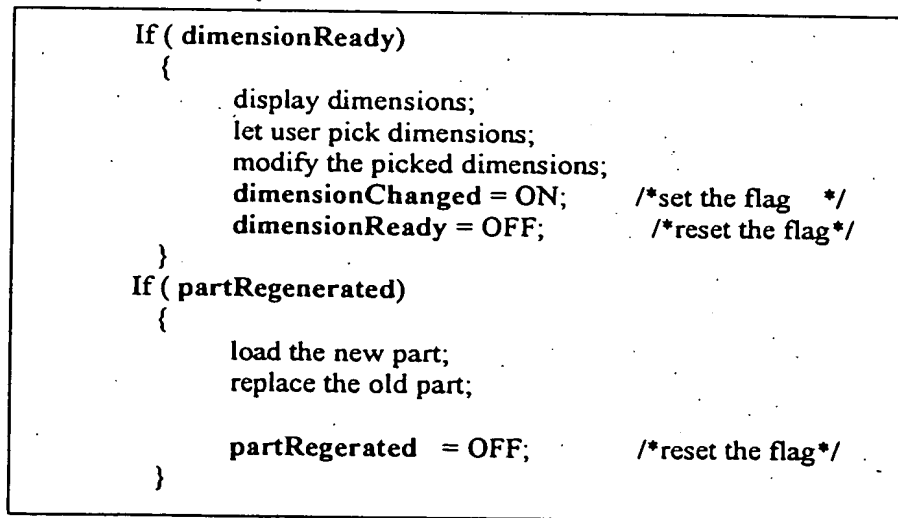 If ( dimensionReady)
{
display dimensions;
let user pick dimensions;
modify the picked dimensions;
dimensionChanged = ON; /*set the flag */
dimensionReady = OFF; /*reset the flag*/
}
If ( partRegenerated)
{
load the new part;
replace the old part;
partRegerated = OFF; /*reset the flag*/
}